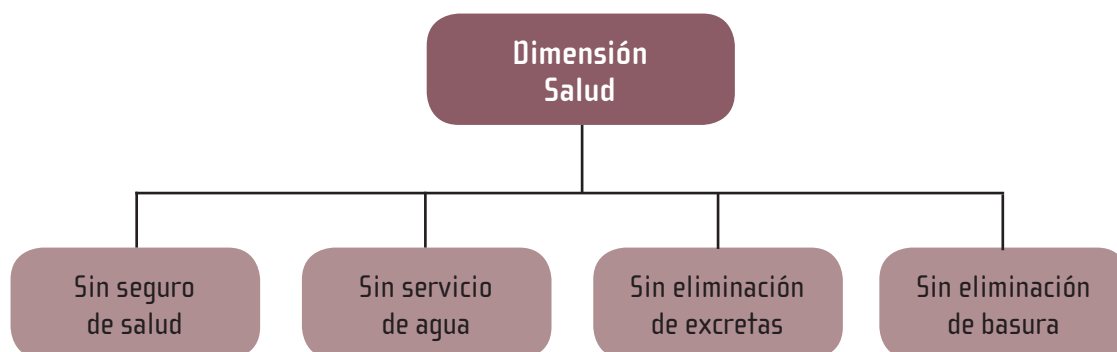 Dimensión
Salud
Sin seguro
de salud
Sin servicio
de agua
Sin eliminación
de excretas
Sin eliminación
de basura